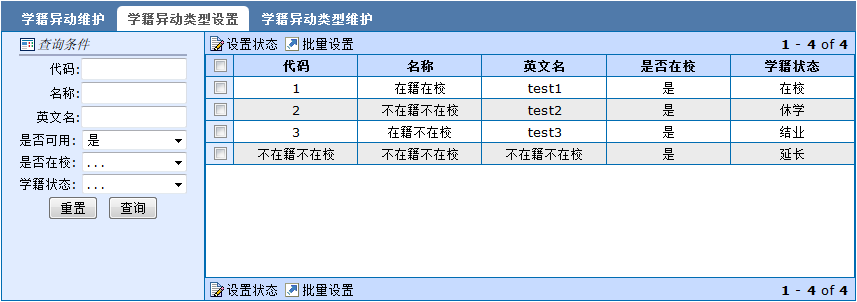 学籍异动维护 学籍异动类型设置 学籍异动类型维护
查询条件
代码:
名称:
英文名:
是否可用: 是
是否在校: ...
学籍状态: ...
重置 查询
设置状态 批量设置 1 - 4 of 4
代码 名称 英文名 是否在校 学籍状态
1 在籍在校 test1 是 在校
2 不在籍不在校 test2 是 休学
3 在籍不在校 test3 是 结业
不在籍不在校 不在籍不在校 不在籍不在校 是 延长
设置状态 批量设置 1 - 4 of 4